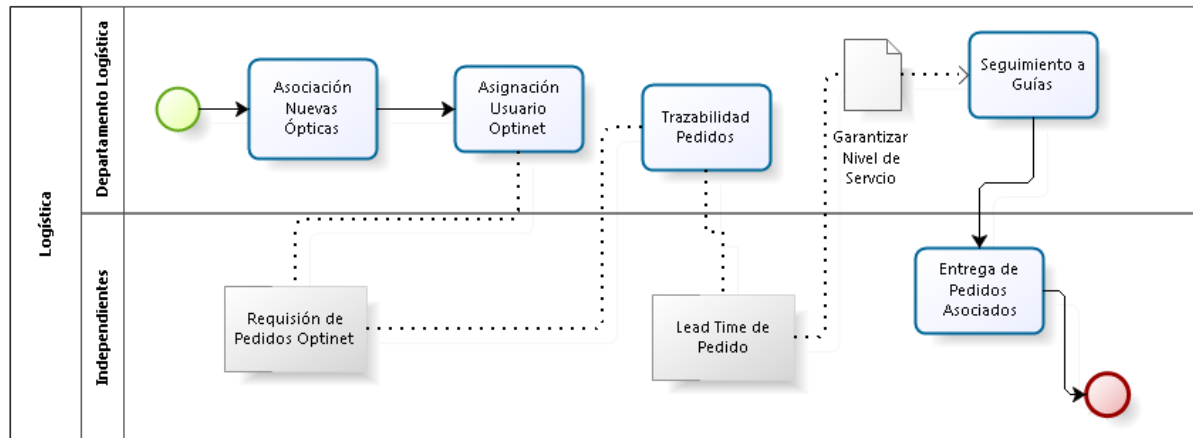 Logística
Departamento Logística
Independientes
Asociación
Nuevas
Ópticas
Asignación
Usuario
Optinet
Trazabilidad
Pedidos
Garantizar
Nivel de
Servcio
Seguimiento a
Guías
Requisión de
Pedidos Optinet
Lead Time de
Pedido
Entrega de
Pedidos
Asociados